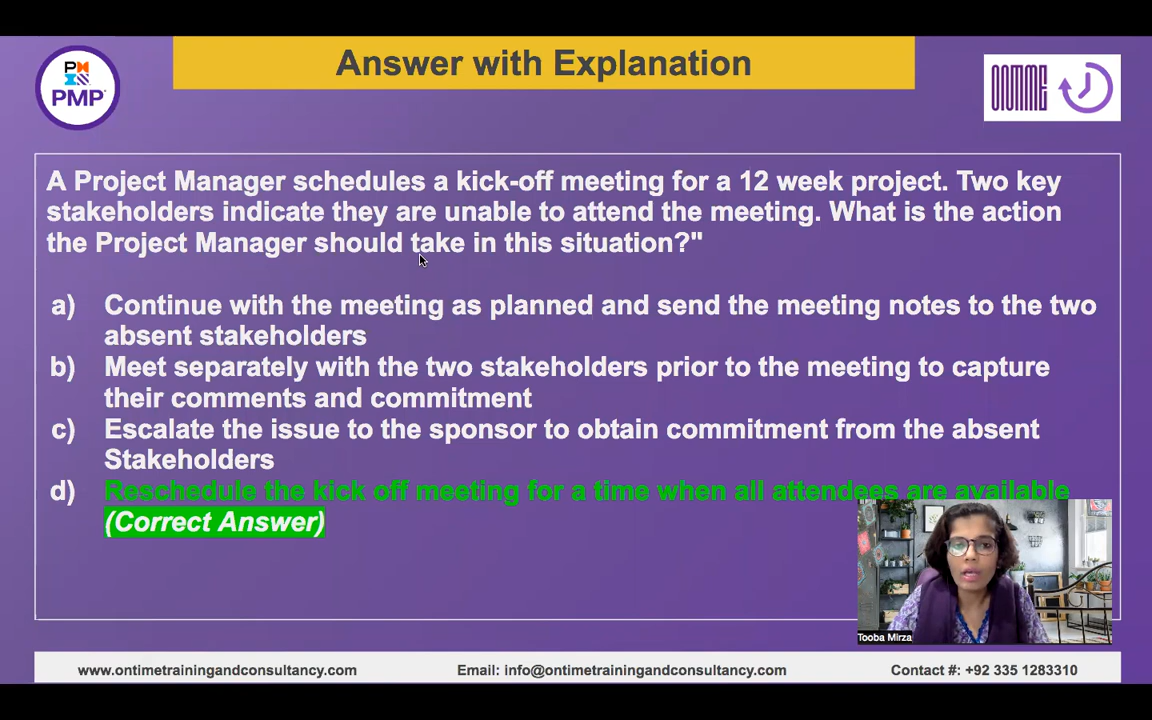 Answer with Explanation
PMP
A Project Manager schedules a kick-off meeting for a 12 week project. Two key
stakeholders indicate they are unable to attend the meeting. What is the action
the Project Manager should take in this situation?"
a) Continue with the meeting as planned and send the meeting notes to the two
absent stakeholders
b) Meet separately with the two stakeholders prior to the meeting to capture
their comments and commitment
c) Escalate the issue to the sponsor to obtain commitment from the absent
Stakeholders
d) Reschedule the kick off meeting for a time when all attendees are available
(Correct Answer)
Tooba Mirza
www.ontimetrainingandconsultancy.com Email: info@ontimetrainingandconsultancy.com Contact #: +92 335 1283310